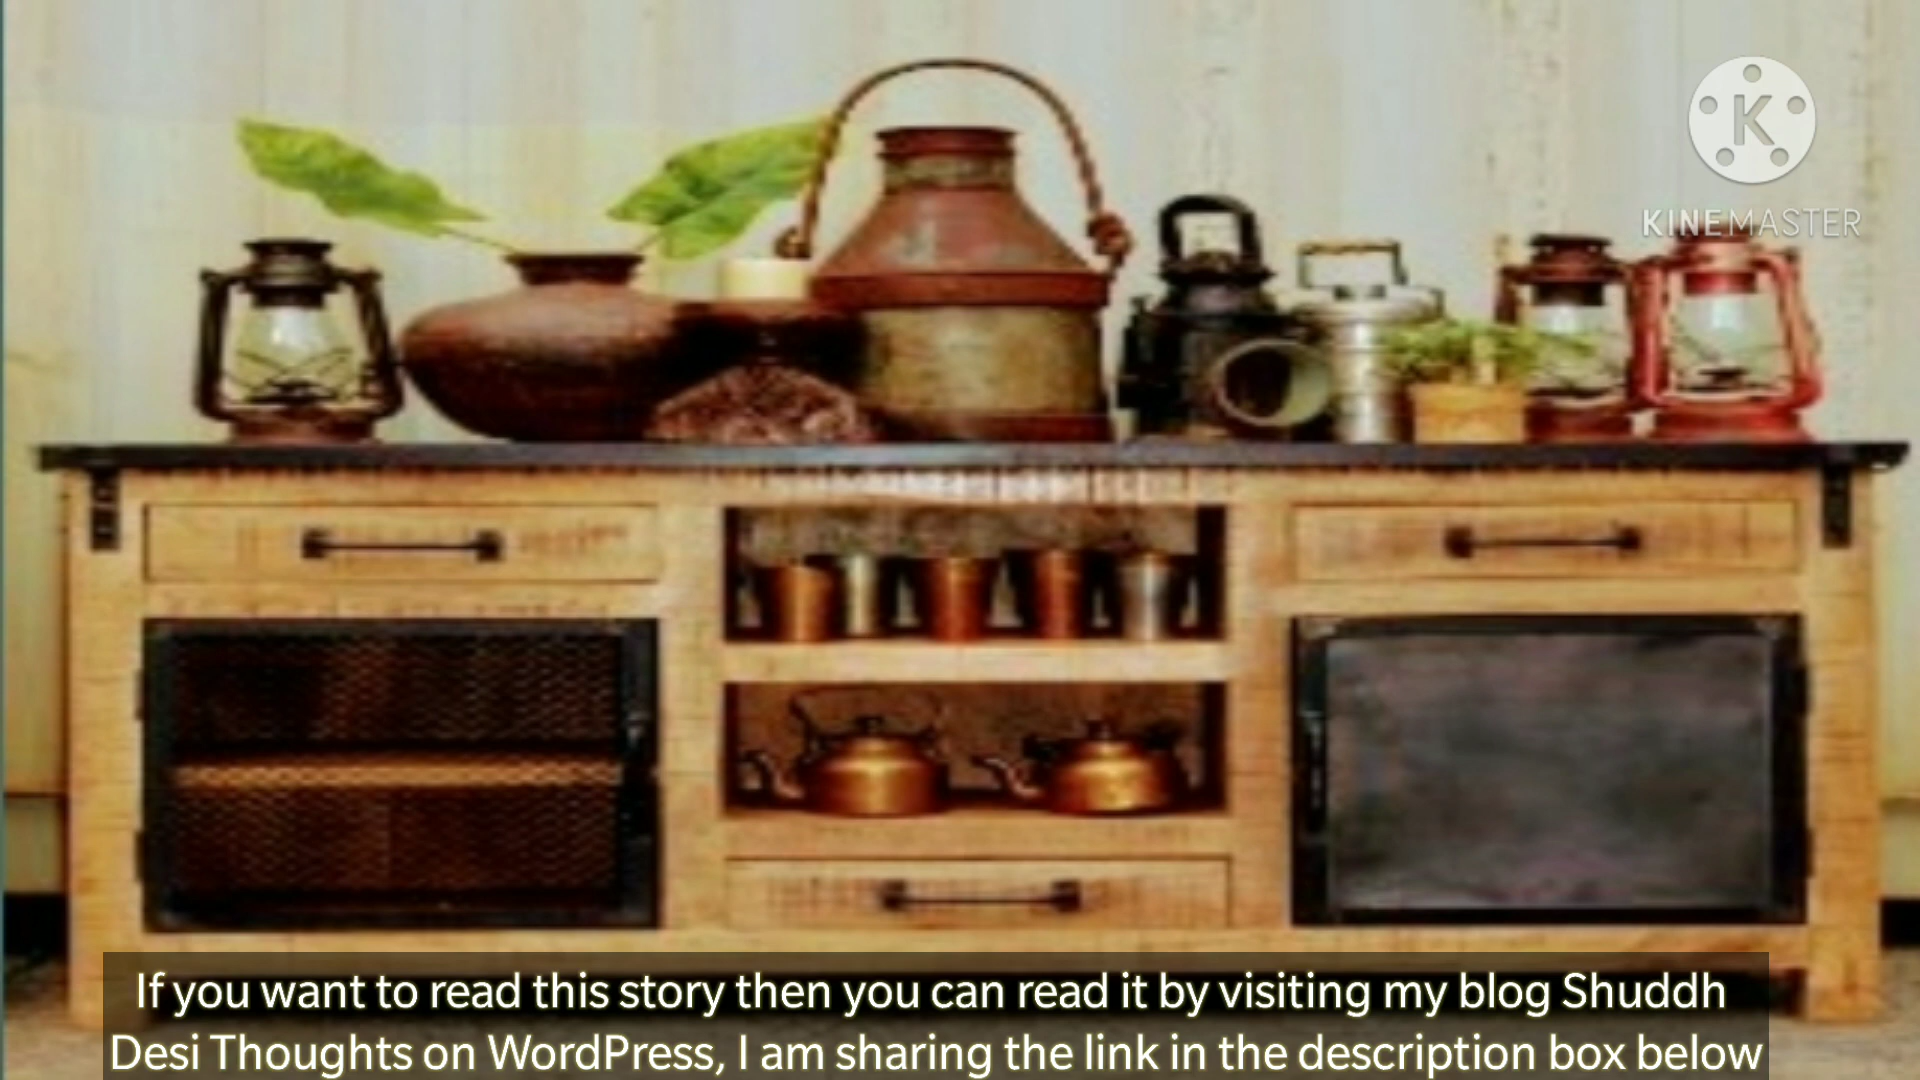 K
KINEMASTER
If you want to read this story then you can read it by visiting my blog Shuddh
Desi Thoughts on WordPress, I am sharing the link in the description box below